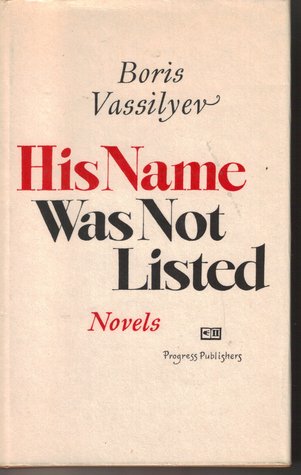 Boris
Vassilyev
His Name
Was Not
Listed
Novels
Progress Publishers